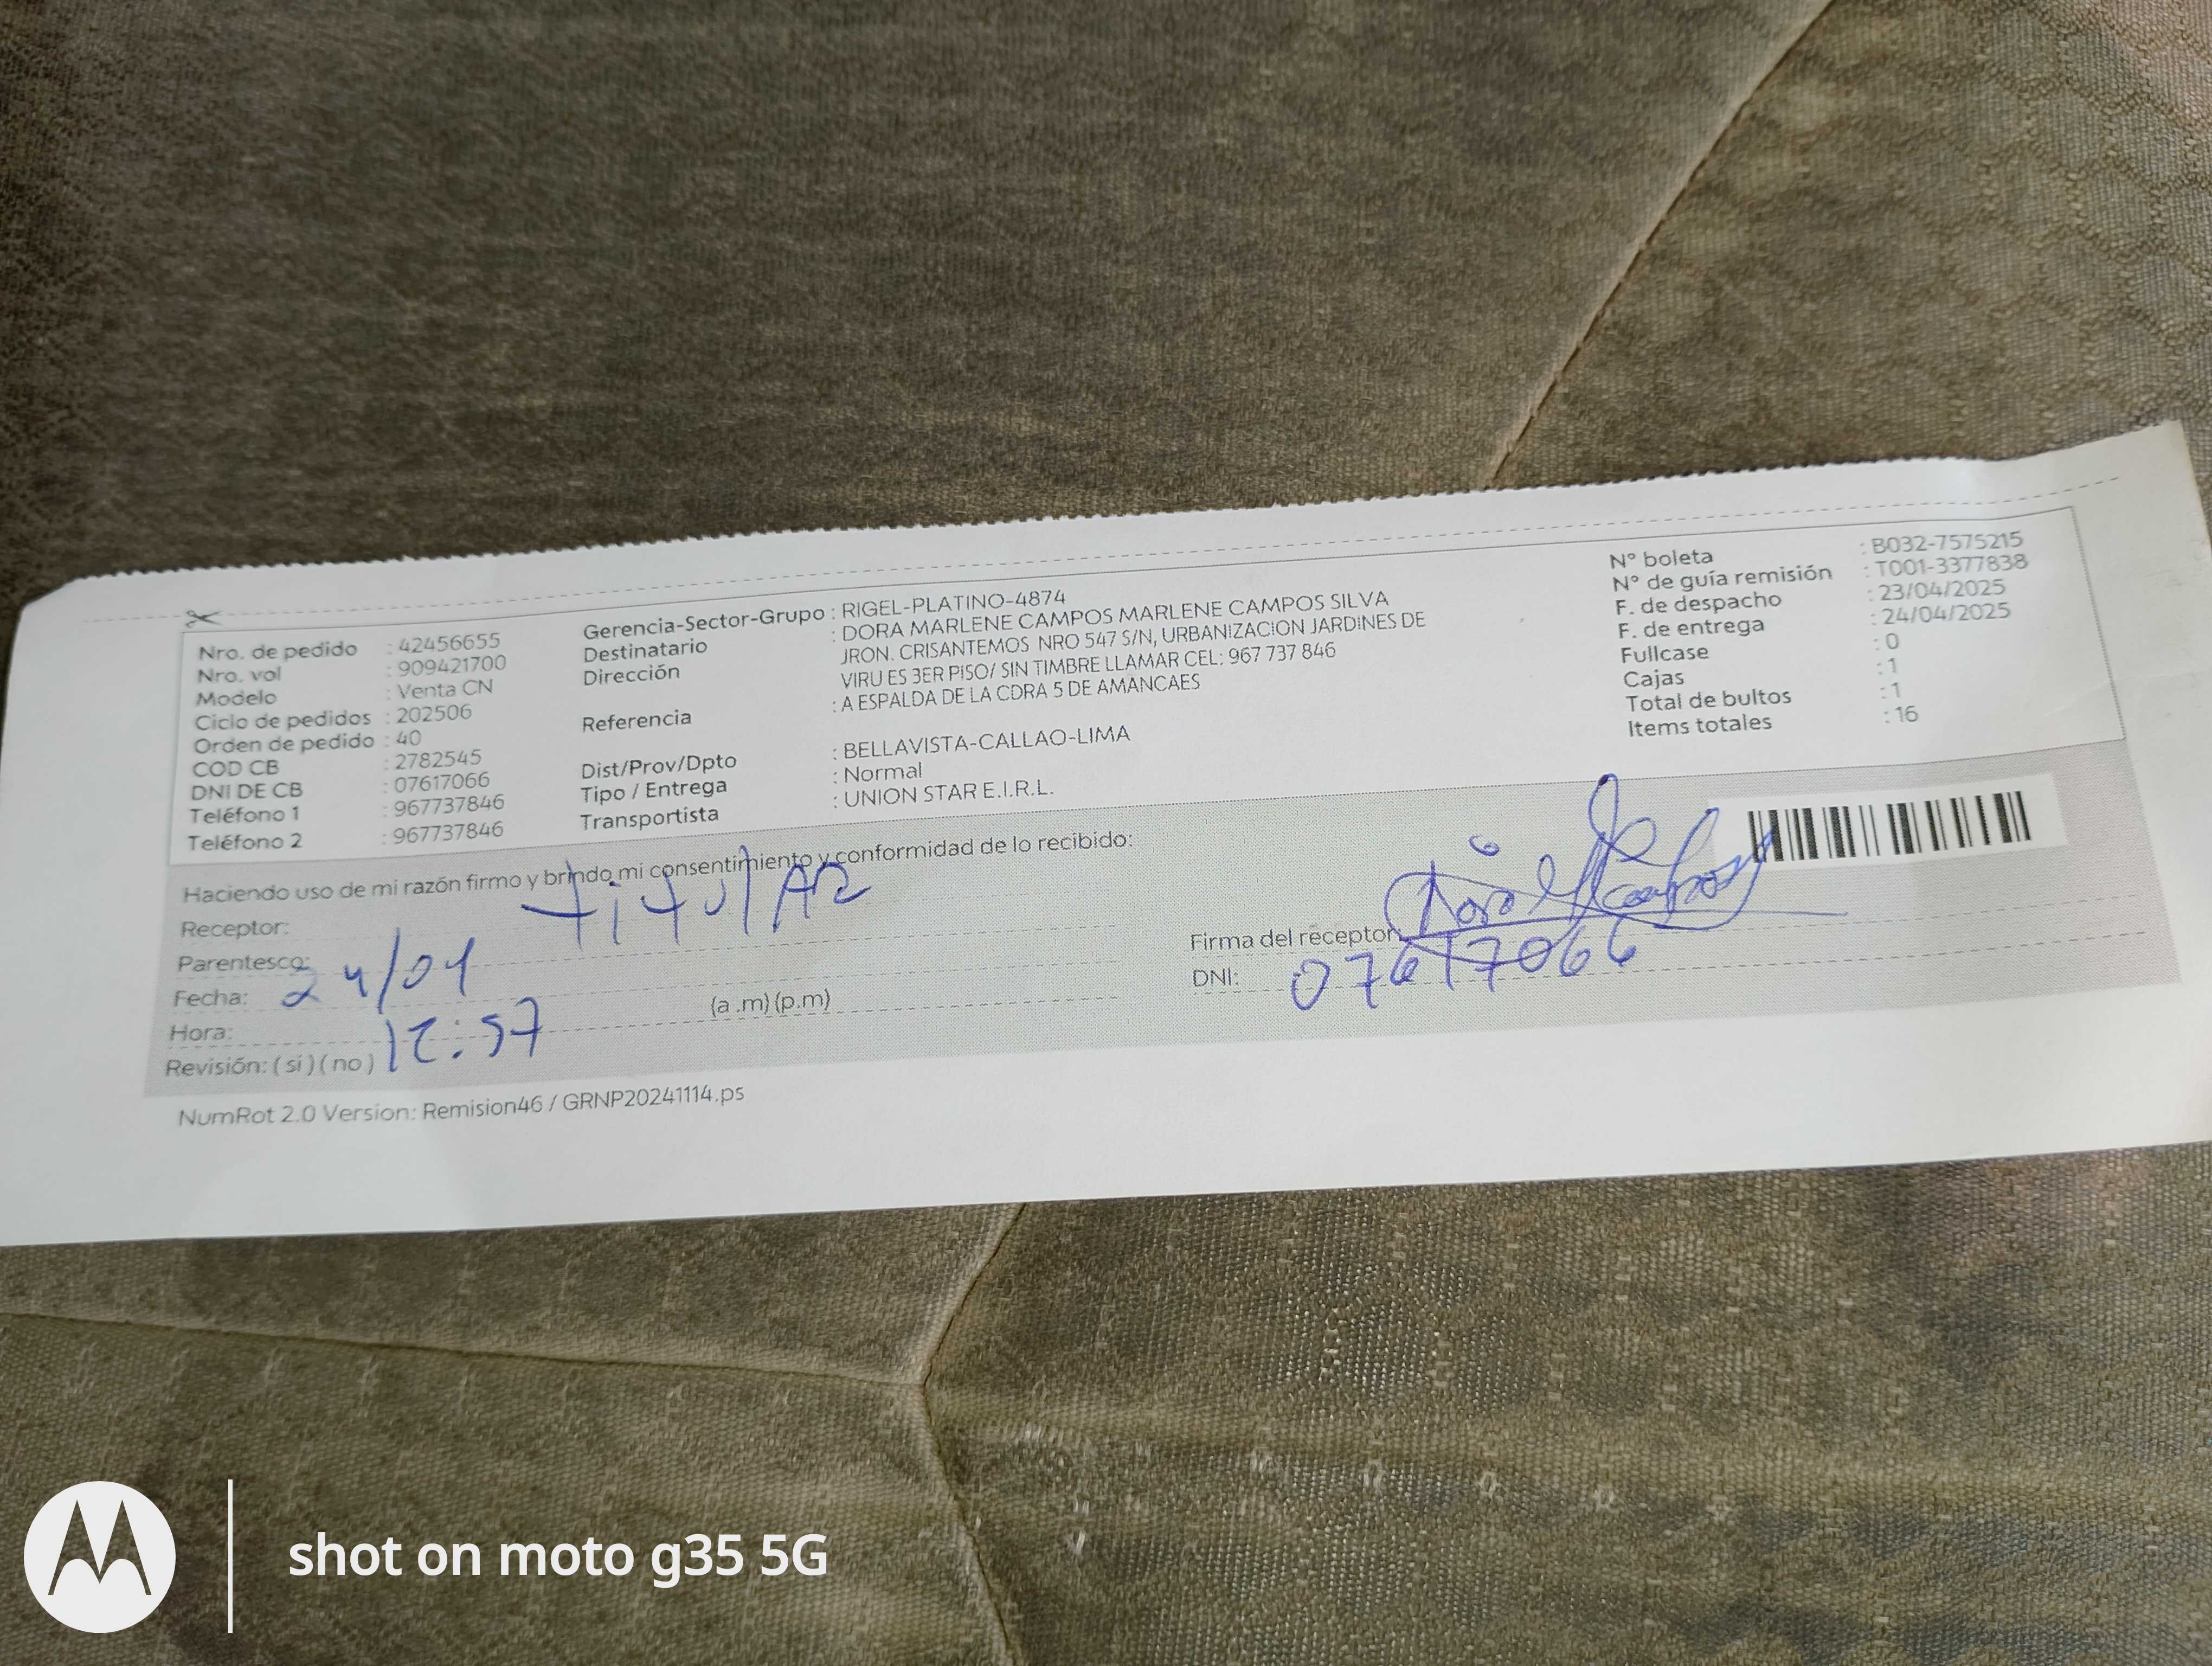 Nro. de pedido : 42456655
Nro. vol : 909421700
Modelo : Venta CN
Ciclo de pedidos : 202506
Orden de pedido : 40
COD CB : 2782545
DNI DE CB : 07617066
Teléfono 1 : 967737846
Teléfono 2 : 967737846
Gerencia-Sector-Grupo : RIGEL-PLATINO-4874
Destinatario : DORA MARLENE CAMPOS MARLENE CAMPOS SILVA
Dirección JRON. CRISANTEMOS NRO 547 S/N, URBANIZACION JARDINES DE
VIRU ES 3ER PISO/ SIN TIMBRE LLAMAR CEL: 967 737 846
Referencia : A ESPALDA DE LA CDRA 5 DE AMANCAES
Dist/Prov/Dpto : BELLAVISTA-CALLAO-LIMA
Tipo / Entrega : Normal
Transportista : UNION STAR E.I.R.L.
N° boleta : B032-7575215
N° de guía remisión : T001-3377838
F. de despacho : 23/04/2025
F. de entrega : 24/04/2025
Fullcase : 0
Cajas : 1
Total de bultos : 1
Items totales : 16
Haciendo uso de mi razón firmo y brindo mi consentimiento y conformidad de lo recibido:
Receptor: titulAR
Parentesco:
Fecha: 24/04
Hora: 12:57 (a .m) (p.m)
Revisión: ( si ) ( no )
Firma del receptor: Dora M Campos
DNI: 07617066
NumRot 2.0 Version: Remision46 / GRNP20241114.ps
shot on moto g35 5G